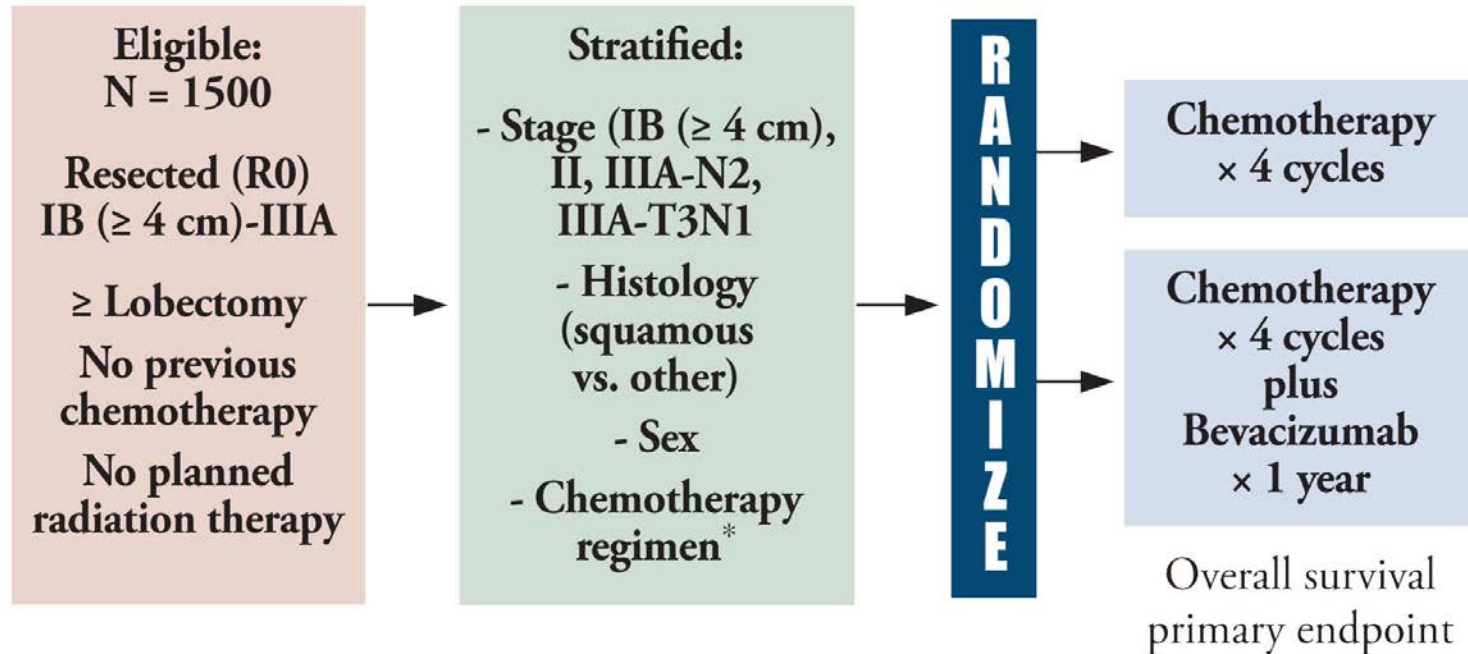 Eligible:
N = 1500
Resected (R0)
IB (≥ 4 cm)-IIIA
≥ Lobectomy
No previous
chemotherapy
No planned
radiation therapy
Stratified:
- Stage (IB (≥ 4 cm),
II, IIIA-N2,
IIIA-T3N1
- Histology
(squamous
vs. other)
- Sex
- Chemotherapy
regimen*
RANDOMIZE
Chemotherapy
× 4 cycles
Chemotherapy
× 4 cycles
plus
Bevacizumab
× 1 year
Overall survival
primary endpoint